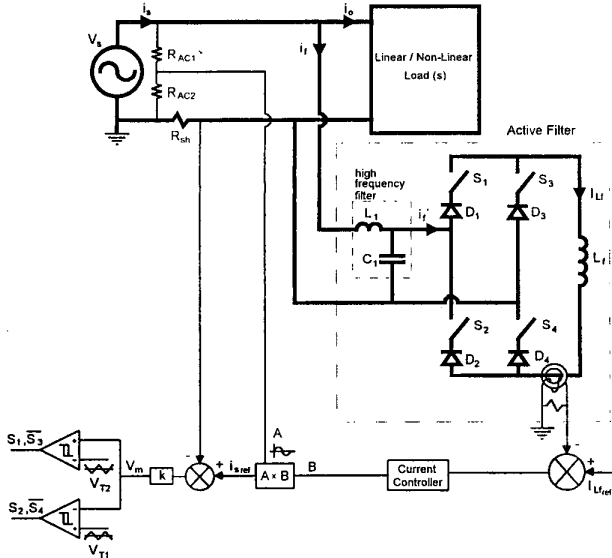 i_s
i_o
V_s
R_AC1
i_f
Linear / Non-Linear
Load (s)
R_AC2
R_sh
Active Filter
high
frequency
filter
S_1
S_3
I_Lf
L_1
i_f
D_1
D_3
L_f
C_1
S_2
S_4
D_2
D_4
A
S_1, S̅_3
V_m
k
+
i_sref
A × B
B
Current
Controller
+
I_Lfref
V_T2
S_2, S̅_4
V_T1